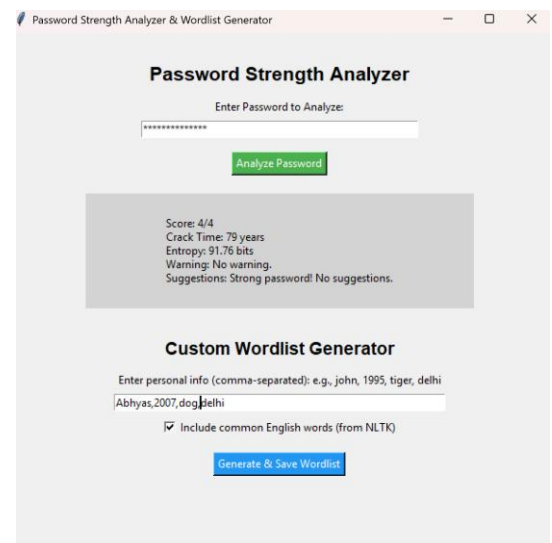 Password Strength Analyzer & Wordlist Generator
Password Strength Analyzer
Enter Password to Analyze:
**************
Analyze Password
Score: 4/4
Crack Time: 79 years
Entropy: 91.76 bits
Warning: No warning.
Suggestions: Strong password! No suggestions.
Custom Wordlist Generator
Enter personal info (comma-separated): e.g., john, 1995, tiger, delhi
Abhyas,2007,dog,delhi
Include common English words (from NLTK)
Generate & Save Wordlist